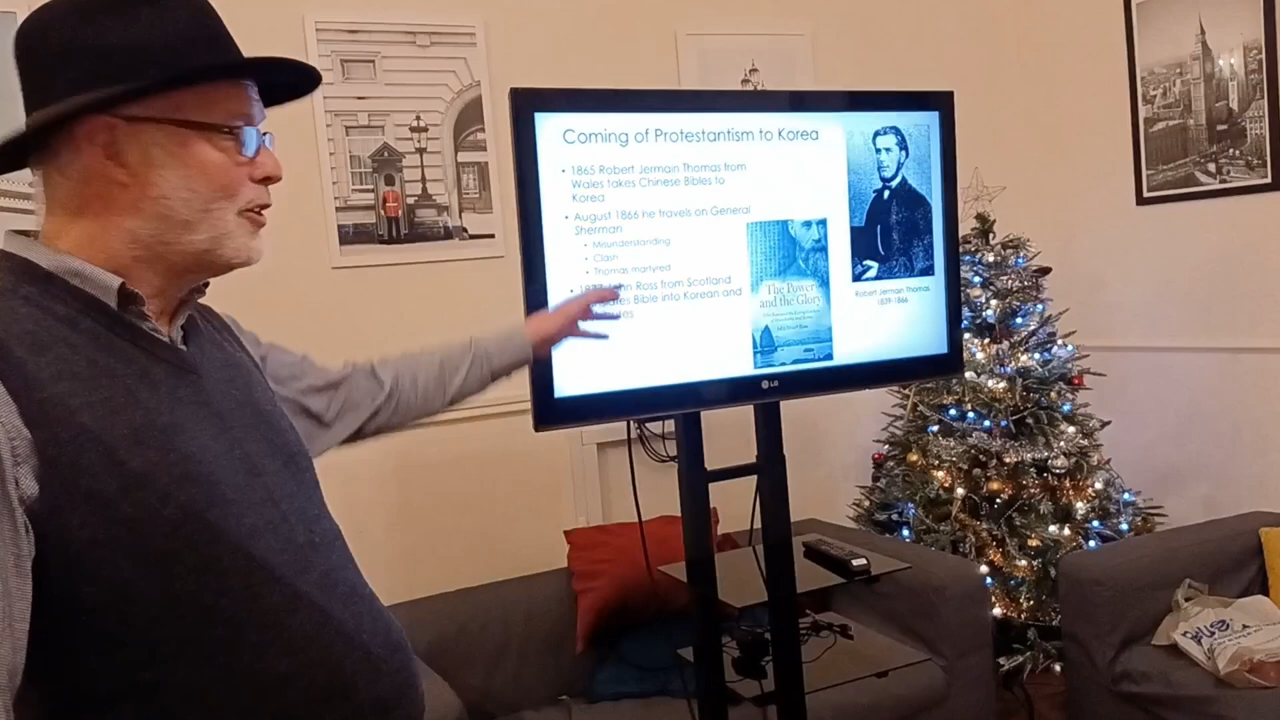 Coming of Protestantism to Korea
1865 Robert Jermain Thomas from
Wales takes Chinese Bibles to
Korea
August 1866 he travels on General
Sherman
Misunderstanding
Clash
Thomas martyred
John Ross from Scotland
Bible into Korean and
The Power
and the Glory
Robert Jermain Thomas
1839-1866
LG